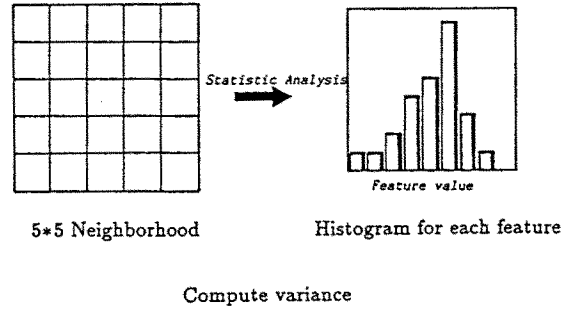 Statistic Analysis
Feature value
5*5 Neighborhood
Histogram for each feature
Compute variance